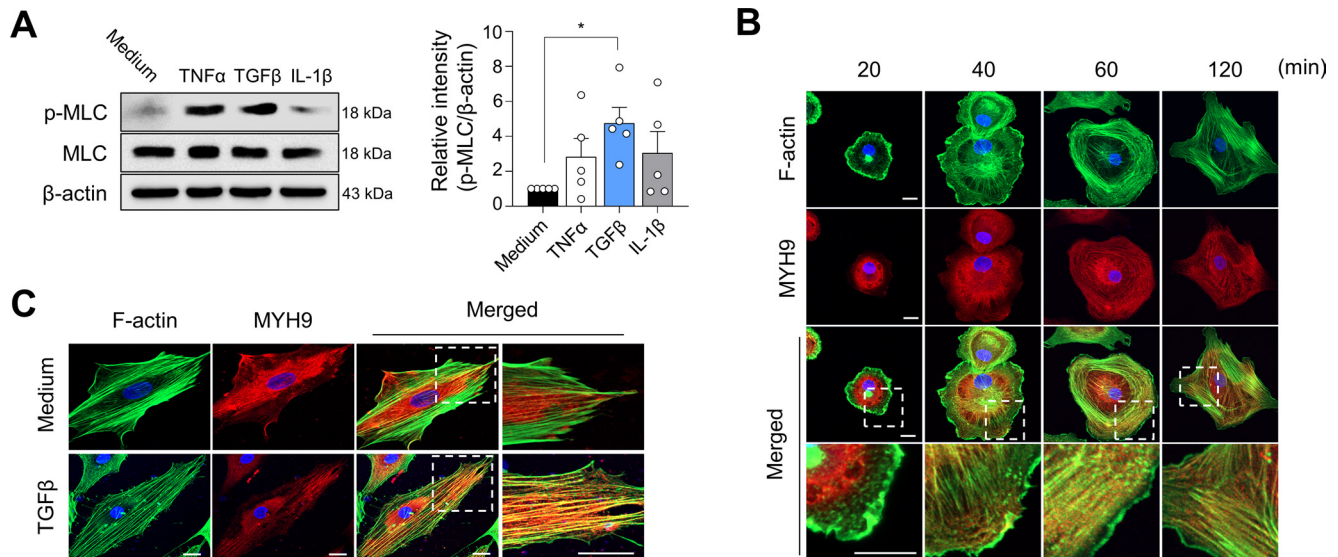 A
Medium
TNFα TGFβ IL-1β
p-MLC 18 kDa
MLC 18 kDa
β-actin 43 kDa
Relative intensity
(p-MLC/β-actin)
10
8
6
4
2
0
*
Medium
TNFα
TGFβ
IL-1β
B
20 40 60 120 (min)
F-actin
MYH9
Merged
C
F-actin MYH9 Merged
Medium
TGFβ